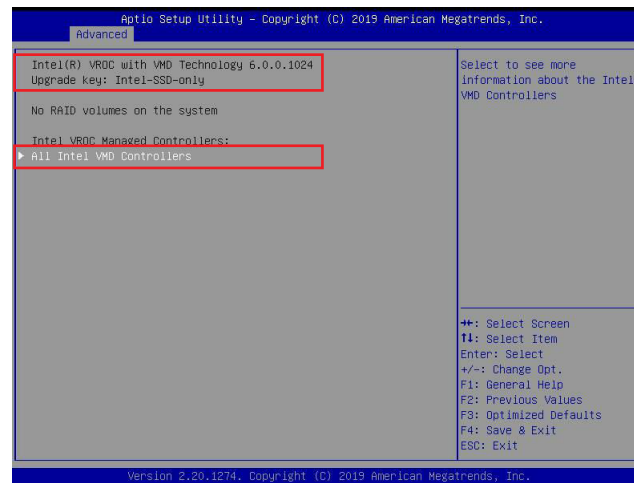 Aptio Setup Utility – Copyright (C) 2019 American Megatrends, Inc.
Advanced
Intel(R) VROC with VMD Technology 6.0.0.1024
Upgrade key: Intel-SSD-only
No RAID volumes on the system
Intel VROC Managed Controllers:
All Intel VMD Controllers
Select to see more
information about the Intel
VMD Controllers
→←: Select Screen
↑↓: Select Item
Enter: Select
+/-: Change Opt.
F1: General Help
F2: Previous Values
F3: Optimized Defaults
F4: Save & Exit
ESC: Exit
Version 2.20.1274. Copyright (C) 2019 American Megatrends, Inc.